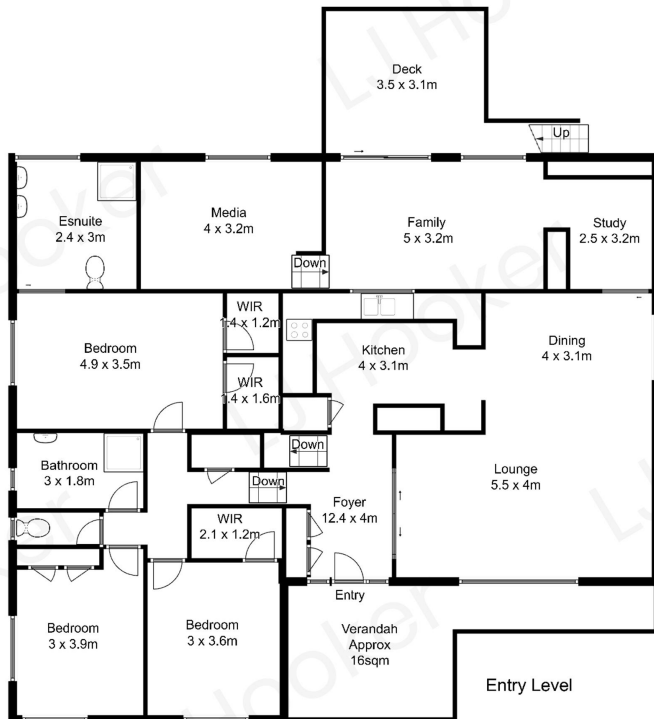 Deck
3.5 x 3.1m
Up
Esnuite
2.4 x 3m
Media
4 x 3.2m
Family
5 x 3.2m
Study
2.5 x 3.2m
Down
WIR
1.4 x 1.2m
Bedroom
4.9 x 3.5m
Kitchen
4 x 3.1m
Dining
4 x 3.1m
WIR
1.4 x 1.6m
Down
Bathroom
3 x 1.8m
Down
Lounge
5.5 x 4m
Foyer
12.4 x 4m
WIR
2.1 x 1.2m
Entry
Bedroom
3 x 3.9m
Bedroom
3 x 3.6m
Verandah
Approx
16sqm
Entry Level
LJ Hooker